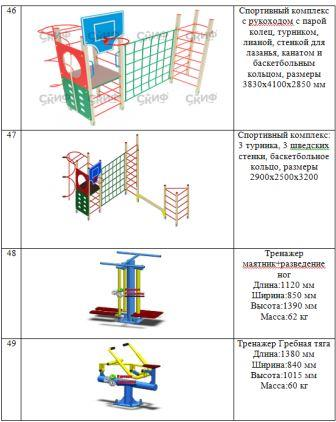 46
СКИФ
СКИФ
СКИФ
СКИФ
Спортивный комплекс
с рукоходом с парой
колец, турником,
лианой, стенкой для
лазанья, канатом и
баскетбольным
кольцом, размеры
3830х4100х2850 мм
47
Спортивный комплекс:
3 турника, 3 шведских
стенки, баскетбольное
кольцо, размеры
2900х2500х3200
48
Тренажер
маятник+разведение
ног
Длина:1120 мм
Ширина:850 мм
Высота:1390 мм
Масса:62 кг
49
Тренажер Гребная тяга
Длина:1380 мм
Ширина:840 мм
Высота:1015 мм
Масса:60 кг